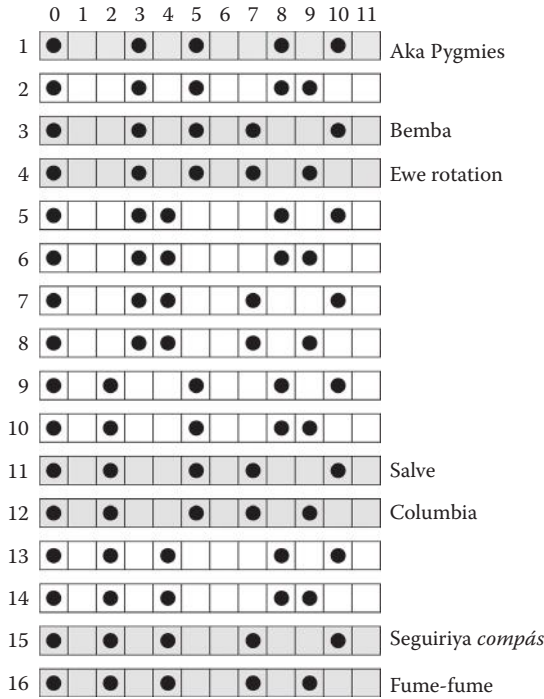 0 1 2 3 4 5 6 7 8 9 10 11
1 Aka Pygmies
2
3 Bemba
4 Ewe rotation
5
6
7
8
9
10
11 Salve
12 Columbia
13
14
15 Seguiriya compás
16 Fume-fume